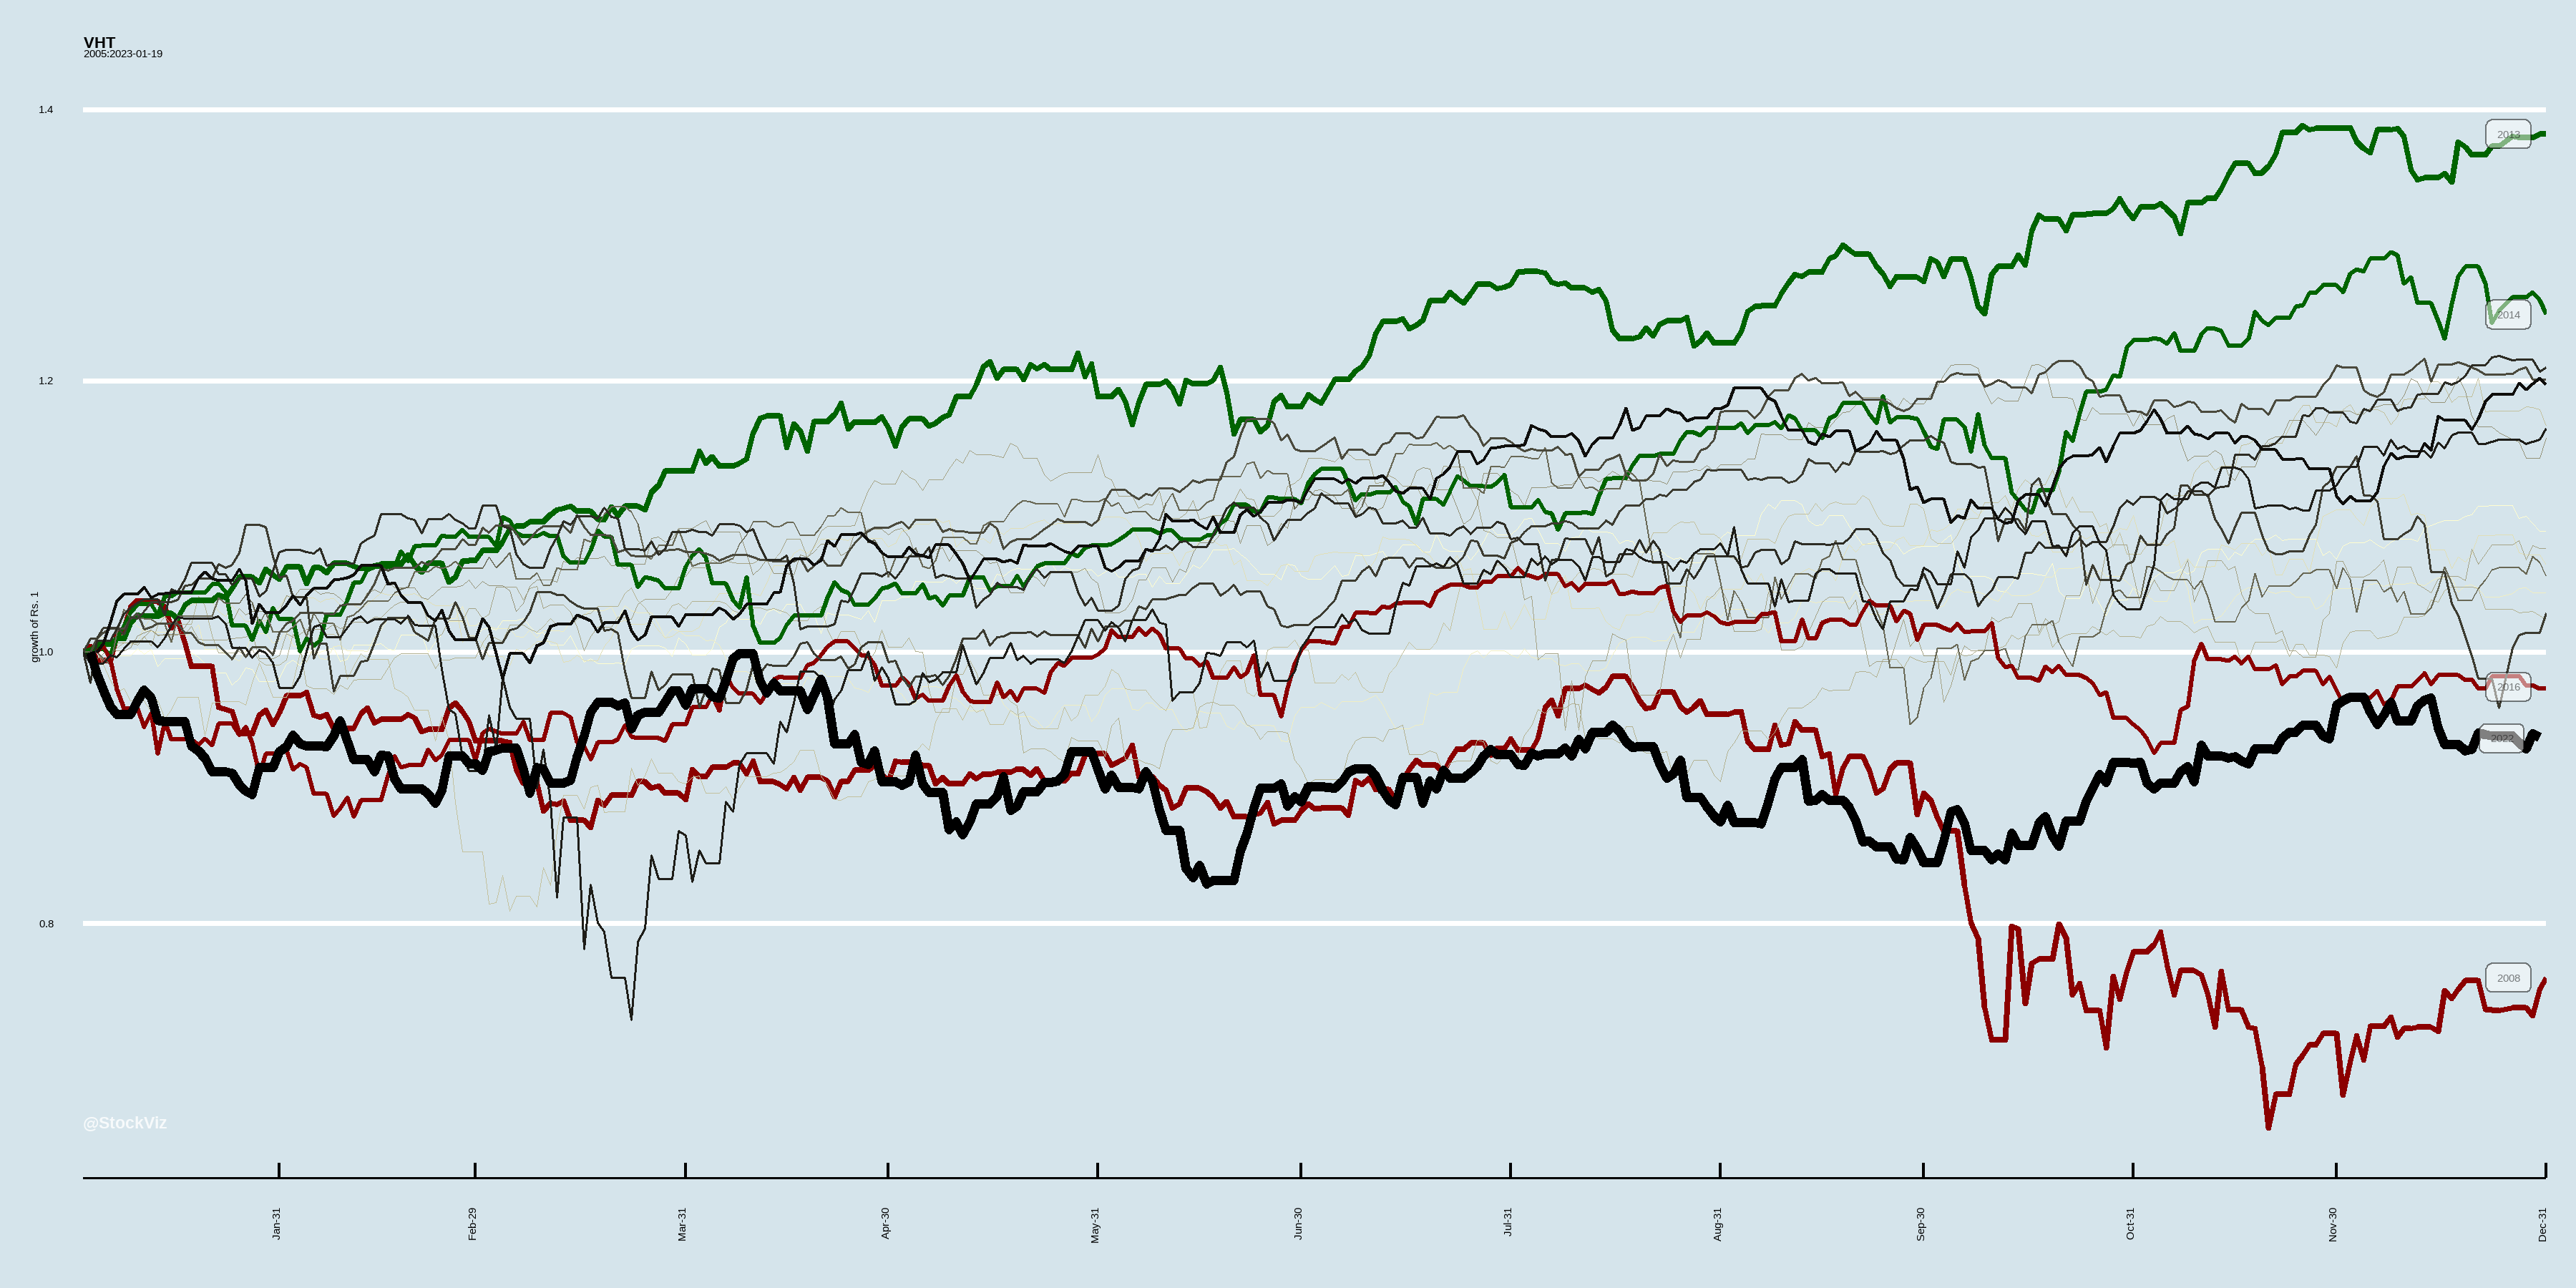 VHT
2005:2023-01-19
1.4
1.2
1.0
0.8
growth of Rs. 1
2013
2014
2016
2022
2008
@StockViz
Jan-31
Feb-29
Mar-31
Apr-30
May-31
Jun-30
Jul-31
Aug-31
Sep-30
Oct-31
Nov-30
Dec-31